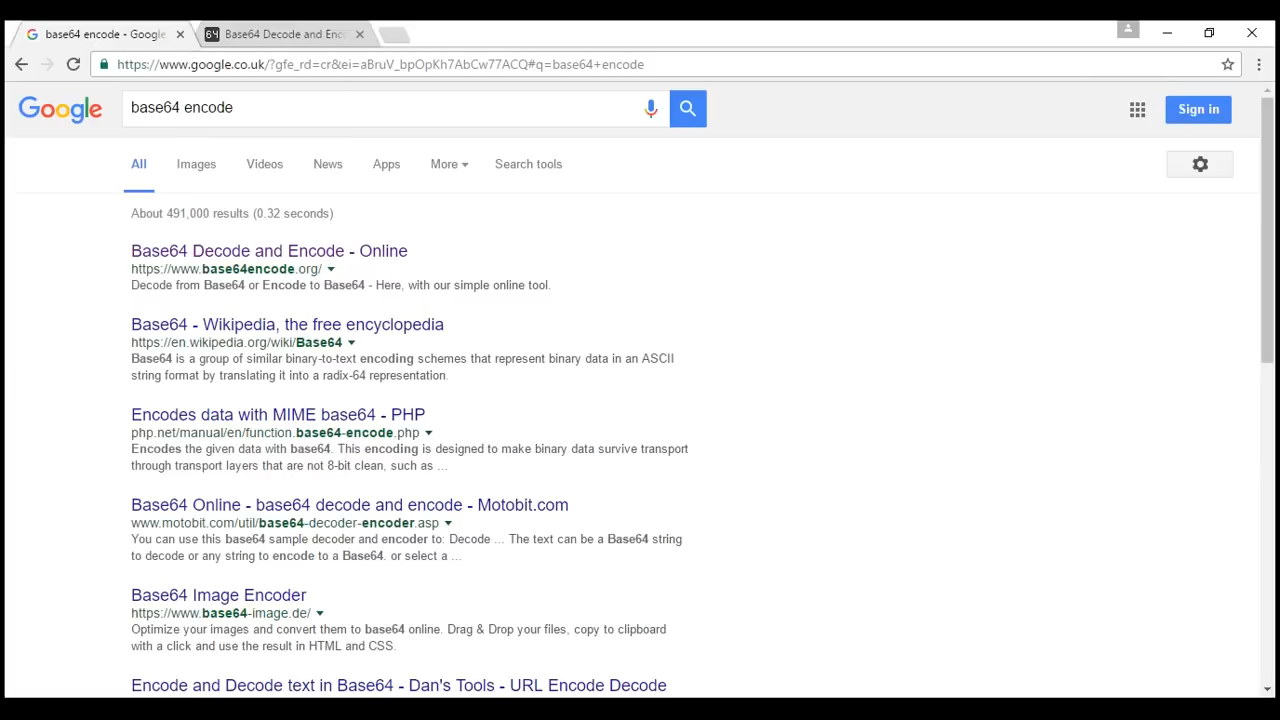 base64 encode - Google
64 Base64 Decode and Enc
https://www.google.co.uk/?gfe_rd=cr&ei=aBruV_bpOpKh7AbCw77ACQ#q=base64+encode
Google
base64 encode
Sign in
All Images Videos News Apps More Search tools
About 491,000 results (0.32 seconds)
Base64 Decode and Encode - Online
https://www.base64encode.org/
Decode from Base64 or Encode to Base64 - Here, with our simple online tool.
Base64 - Wikipedia, the free encyclopedia
https://en.wikipedia.org/wiki/Base64
Base64 is a group of similar binary-to-text encoding schemes that represent binary data in an ASCII
string format by translating it into a radix-64 representation.
Encodes data with MIME base64 - PHP
php.net/manual/en/function.base64-encode.php
Encodes the given data with base64. This encoding is designed to make binary data survive transport
through transport layers that are not 8-bit clean, such as ...
Base64 Online - base64 decode and encode - Motobit.com
www.motobit.com/util/base64-decoder-encoder.asp
You can use this base64 sample decoder and encoder to: Decode ... The text can be a Base64 string
to decode or any string to encode to a Base64. or select a ...
Base64 Image Encoder
https://www.base64-image.de/
Optimize your images and convert them to base64 online. Drag & Drop your files, copy to clipboard
with a click and use the result in HTML and CSS.
Encode and Decode text in Base64 - Dan's Tools - URL Encode Decode